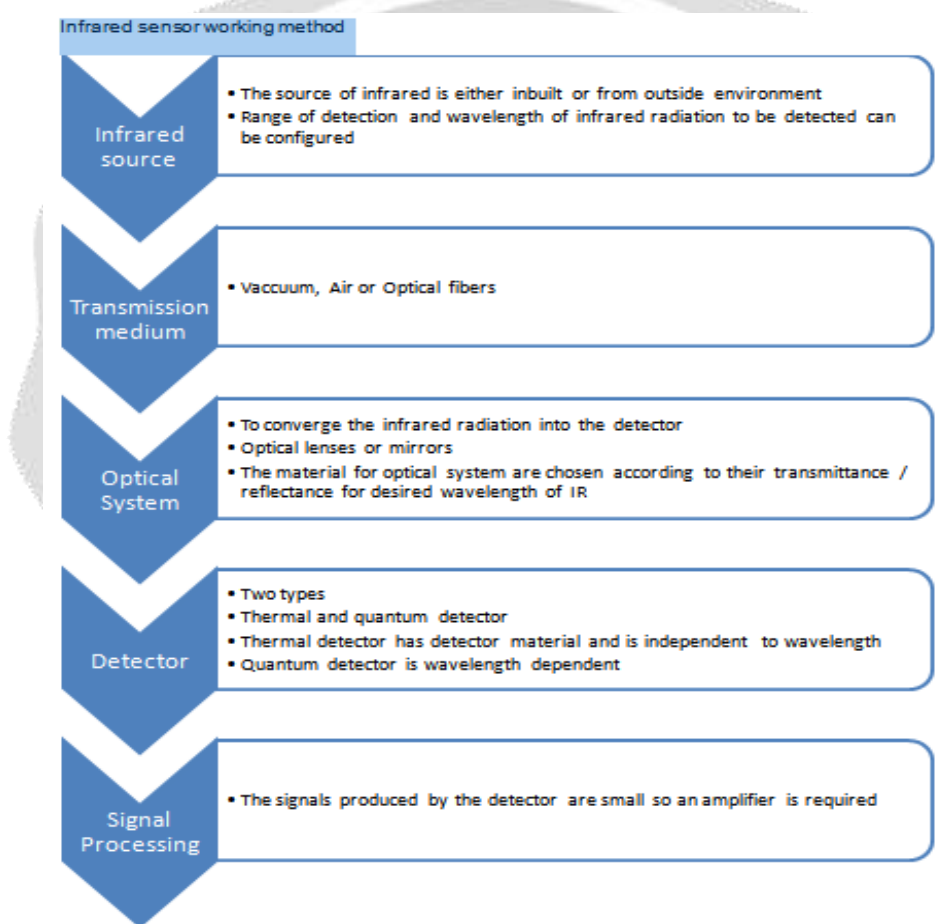 Infrared sensor working method
Infrared
source
• The source of infrared is either inbuilt or from outside environment
• Range of detection and wavelength of infrared radiation to be detected can
be configured
Transmission
medium
• Vaccuum, Air or Optical fibers
Optical
System
• To converge the infrared radiation into the detector
• Optical lenses or mirrors
• The material for optical system are chosen according to their transmittance /
reflectance for desired wavelength of IR
Detector
• Two types
• Thermal and quantum detector
• Thermal detector has detector material and is independent to wavelength
• Quantum detector is wavelength dependent
Signal
Processing
• The signals produced by the detector are small so an amplifier is required